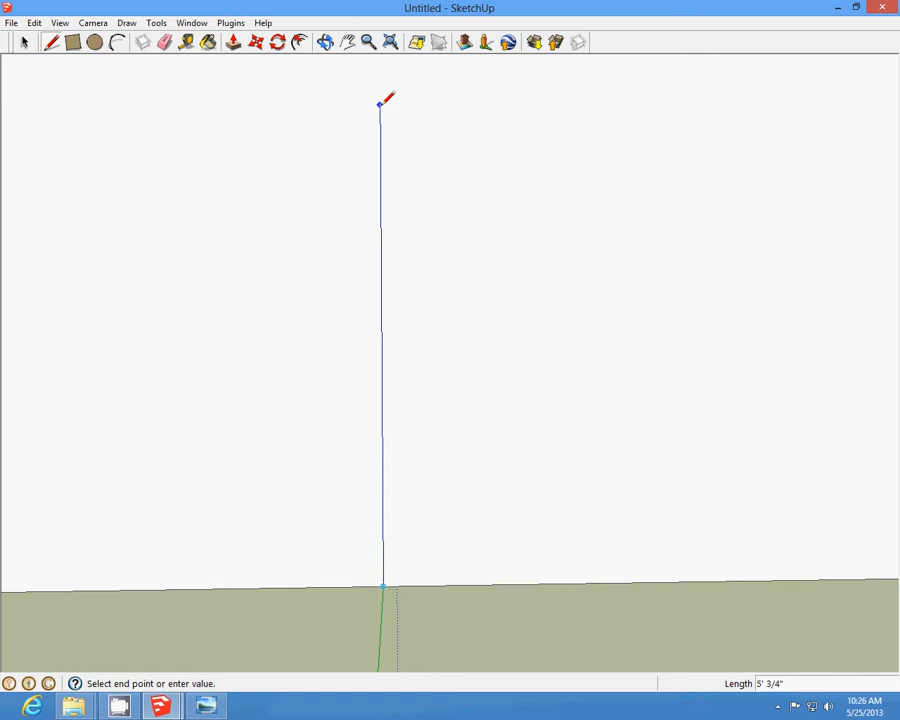 Untitled - SketchUp
File Edit View Camera Draw Tools Window Plugins Help
Select end point or enter value.
Length 5' 3/4"
10:26 AM
5/25/2013